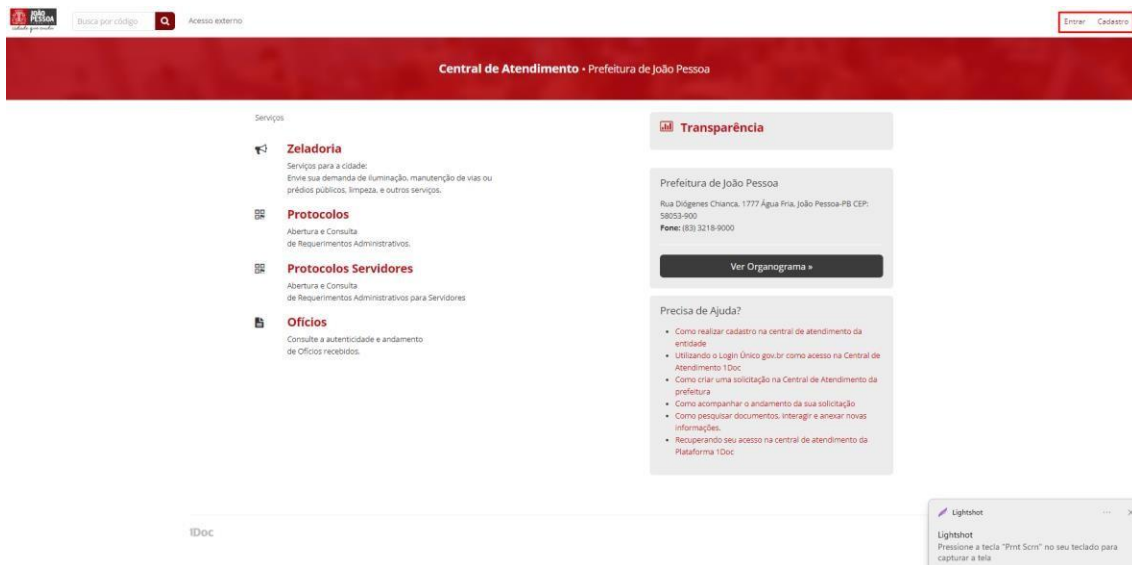 JOÃO
PESSOA
cidade que cuida
Busca por código
Acesso externo
Entrar Cadastro
Central de Atendimento • Prefeitura de João Pessoa
Serviços
Zeladoria
Serviços para a cidade:
Envie sua demanda de iluminação, manutenção de vias ou
prédios públicos, limpeza, e outros serviços.
Protocolos
Abertura e Consulta
de Requerimentos Administrativos.
Protocolos Servidores
Abertura e Consulta
de Requerimentos Administrativos para Servidores
Ofícios
Consulte a autenticidade e andamento
de Ofícios recebidos.
Transparência
Prefeitura de João Pessoa
Rua Diógenes Chianca, 1777 Água Fria, João Pessoa-PB CEP:
58053-900
Fone: (83) 3218-9000
Ver Organograma »
Precisa de Ajuda?
• Como realizar cadastro na central de atendimento da
entidade
• Utilizando o Login Único gov.br como acesso na Central de
Atendimento 1Doc
• Como criar uma solicitação na Central de Atendimento da
prefeitura
• Como acompanhar o andamento da sua solicitação
• Como pesquisar documentos, interagir e anexar novas
informações.
• Recuperando seu acesso na central de atendimento da
Plataforma 1Doc
1Doc
Lightshot
Lightshot
Pressione a tecla "Prnt Scrn" no seu teclado para
capturar a tela